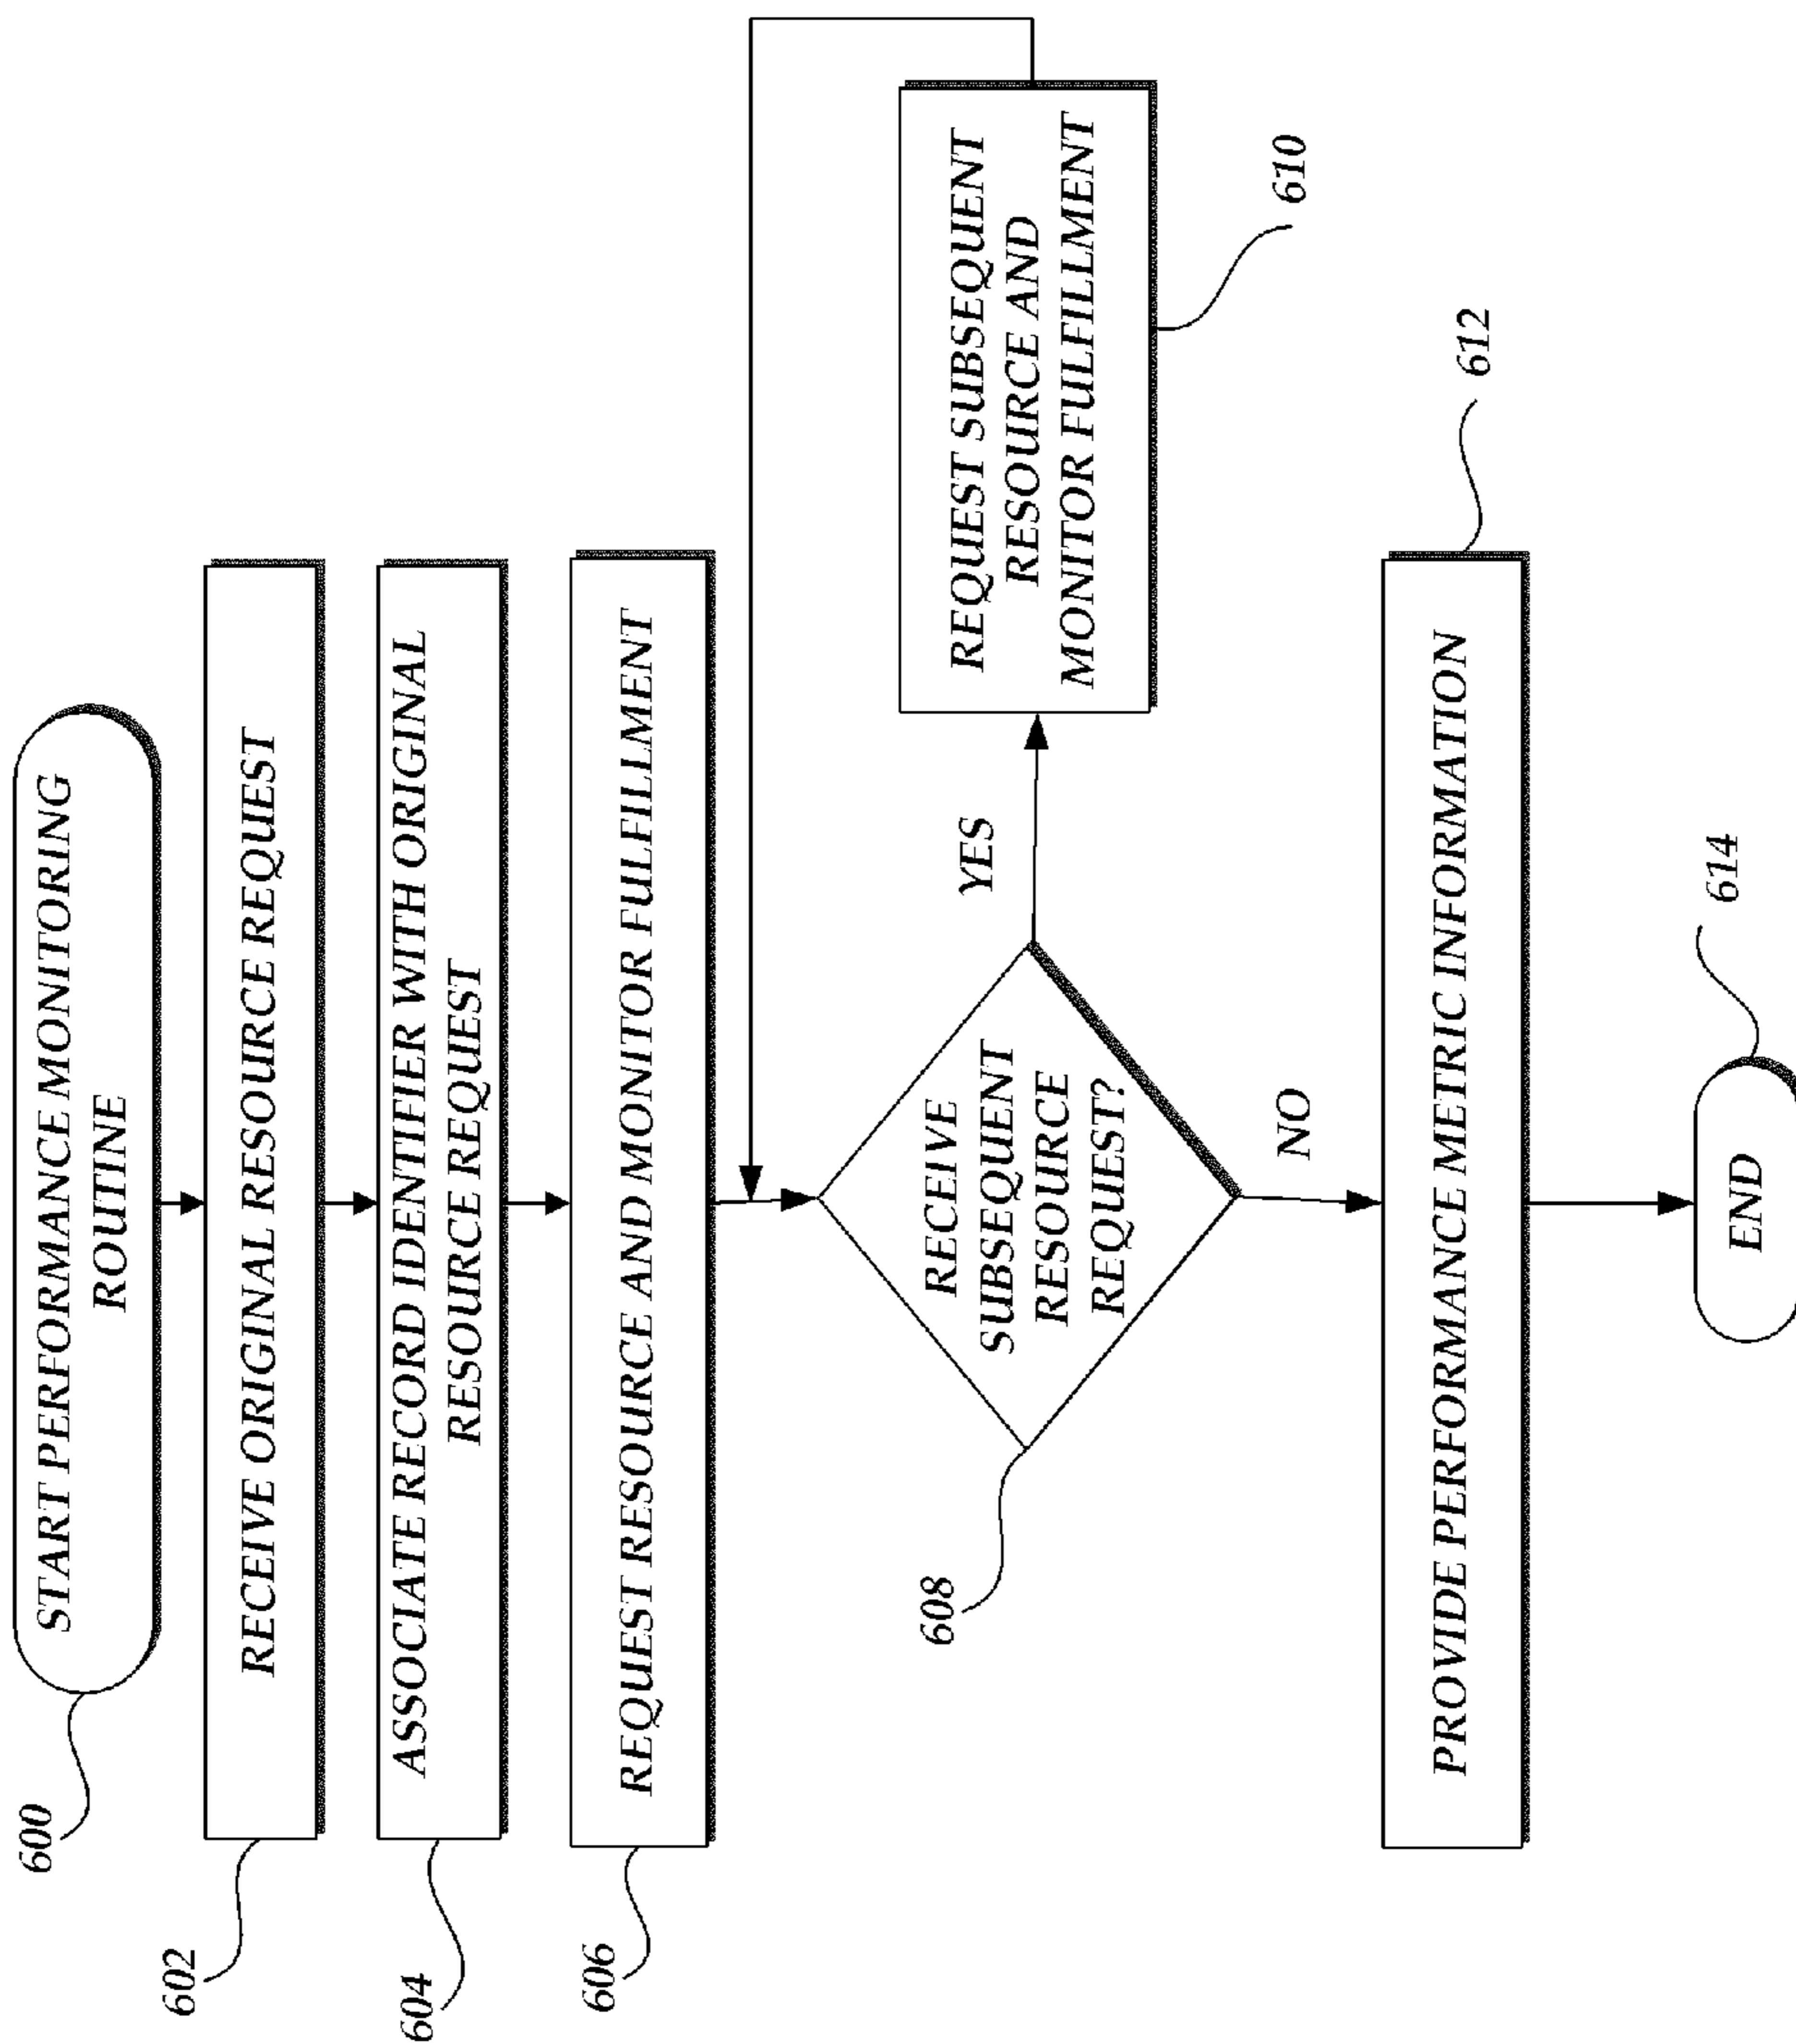 600
START PERFORMANCE MONITORING
ROUTINE
602
RECEIVE ORIGINAL RESOURCE REQUEST
604
ASSOCIATE RECORD IDENTIFIER WITH ORIGINAL
RESOURCE REQUEST
606
REQUEST RESOURCE AND MONITOR FULFILLMENT
608
RECEIVE
SUBSEQUENT
RESOURCE
REQUEST?
YES
REQUEST SUBSEQUENT
RESOURCE AND
MONITOR FULFILLMENT
610
NO
PROVIDE PERFORMANCE METRIC INFORMATION
612
END
614